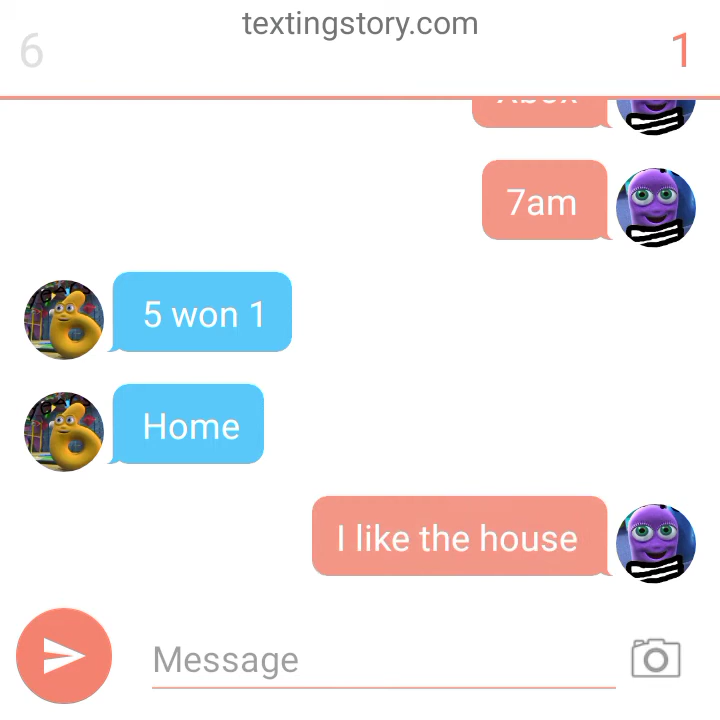 textingstory.com
6 1
7am
5 won 1
Home
I like the house
Message